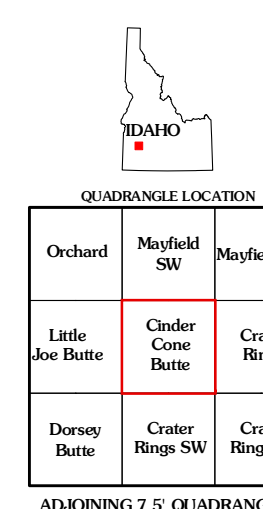 IDAHO
QUADRANGLE LOCATION
Orchard
Mayfield
SW
Little
Joe Butte
Cinder
Cone
Butte
Dorsey
Butte
Crater
Rings SW